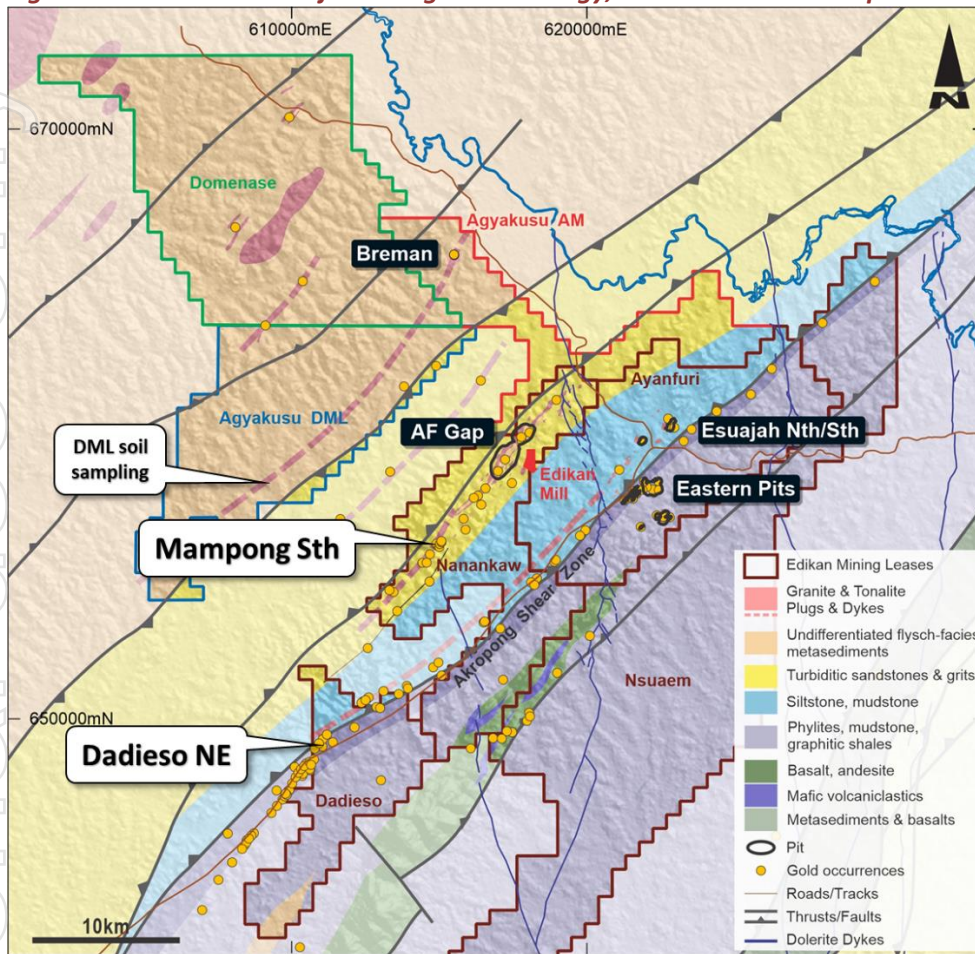 610000mE
620000mE
N
670000mN
Domenase
Agyakusu AM
Breman
Ayanfuri
Agyakusu DML
AF Gap
Esuajah Nth/Sth
DML soil
sampling
Edikan
Mill
Eastern Pits
Mampong Sth
Nanankaw
Akropong Shear Zone
Nsuaem
650000mN
Dadieso NE
Dadieso
10km
Edikan Mining Leases
Granite & Tonalite
Plugs & Dykes
Undifferentiated flysch-facies
metasediments
Turbiditic sandstones & grits
Siltstone, mudstone
Phylites, mudstone,
graphitic shales
Basalt, andesite
Mafic volcaniclastics
Metasediments & basalts
Pit
Gold occurrences
Roads/Tracks
Thrusts/Faults
Dolerite Dykes